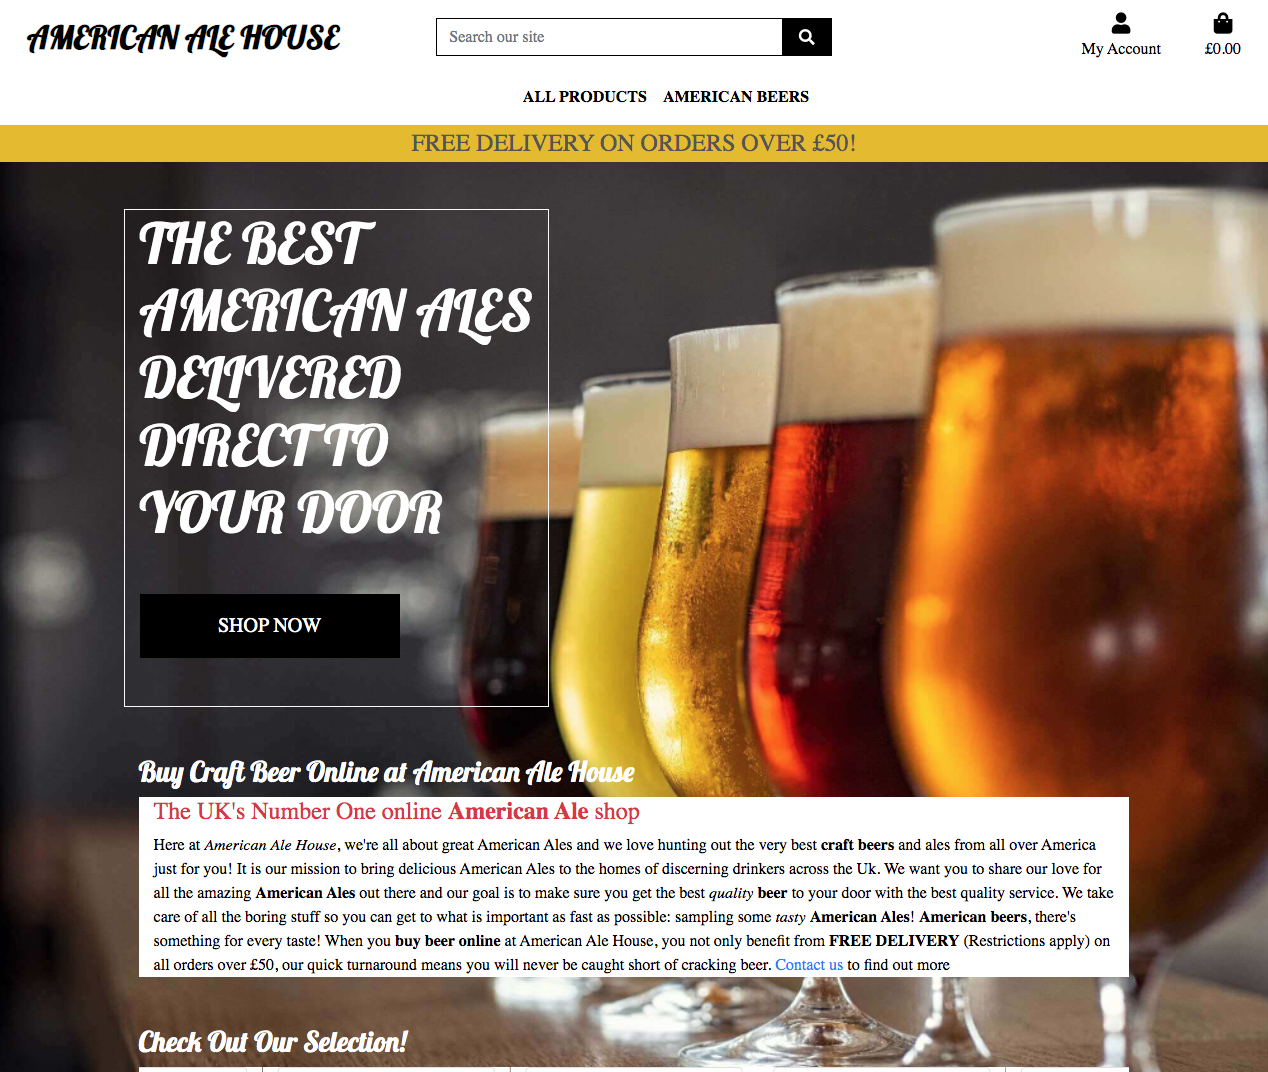 AMERICAN ALE HOUSE
Search our site
My Account
£0.00
ALL PRODUCTS AMERICAN BEERS
FREE DELIVERY ON ORDERS OVER £50!
THE BEST
AMERICAN ALES
DELIVERED
DIRECT TO
YOUR DOOR
SHOP NOW
Buy Craft Beer Online at American Ale House
The UK's Number One online American Ale shop
Here at American Ale House, we're all about great American Ales and we love hunting out the very best craft beers and ales from all over America
just for you! It is our mission to bring delicious American Ales to the homes of discerning drinkers across the Uk. We want you to share our love for
all the amazing American Ales out there and our goal is to make sure you get the best quality beer to your door with the best quality service. We take
care of all the boring stuff so you can get to what is important as fast as possible: sampling some tasty American Ales! American beers, there's
something for every taste! When you buy beer online at American Ale House, you not only benefit from FREE DELIVERY (Restrictions apply) on
all orders over £50, our quick turnaround means you will never be caught short of cracking beer. Contact us to find out more
Check Out Our Selection!